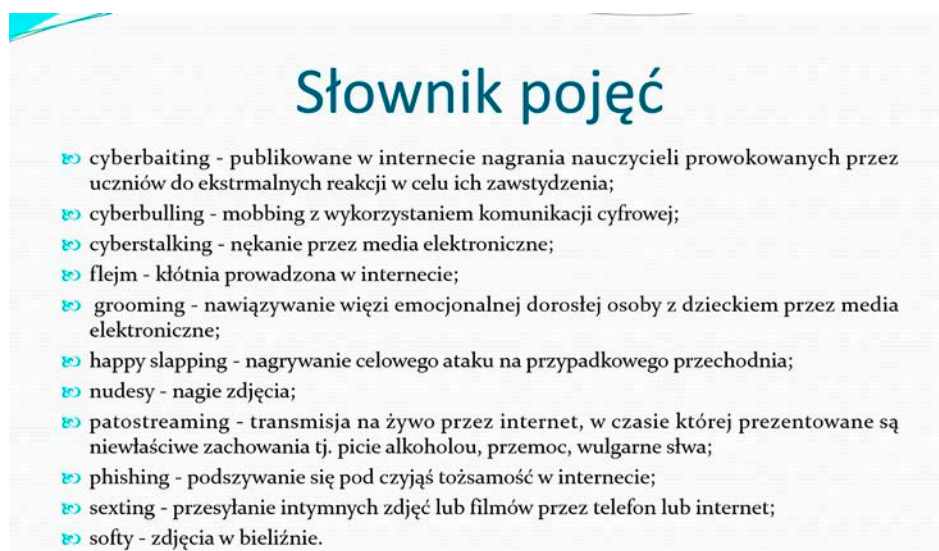 Słownik pojęć
cyberbaiting - publikowane w internecie nagrania nauczycieli prowokowanych przez
uczniów do ekstrmalnych reakcji w celu ich zawstydzenia;
cyberbulling - mobbing z wykorzystaniem komunikacji cyfrowej;
cyberstalking - nękanie przez media elektroniczne;
flejm - kłótnia prowadzona w internecie;
grooming - nawiązywanie więzi emocjonalnej dorosłej osoby z dzieckiem przez media
elektroniczne;
happy slapping - nagrywanie celowego ataku na przypadkowego przechodnia;
nudesy - nagie zdjęcia;
patostreaming - transmisja na żywo przez internet, w czasie której prezentowane są
niewłaściwe zachowania tj. picie alkoholou, przemoc, wulgarne słwa;
phishing - podszywanie się pod czyjąś tożsamość w internecie;
sexting - przesyłanie intymnych zdjęć lub filmów przez telefon lub internet;
softy - zdjęcia w bieliźnie.